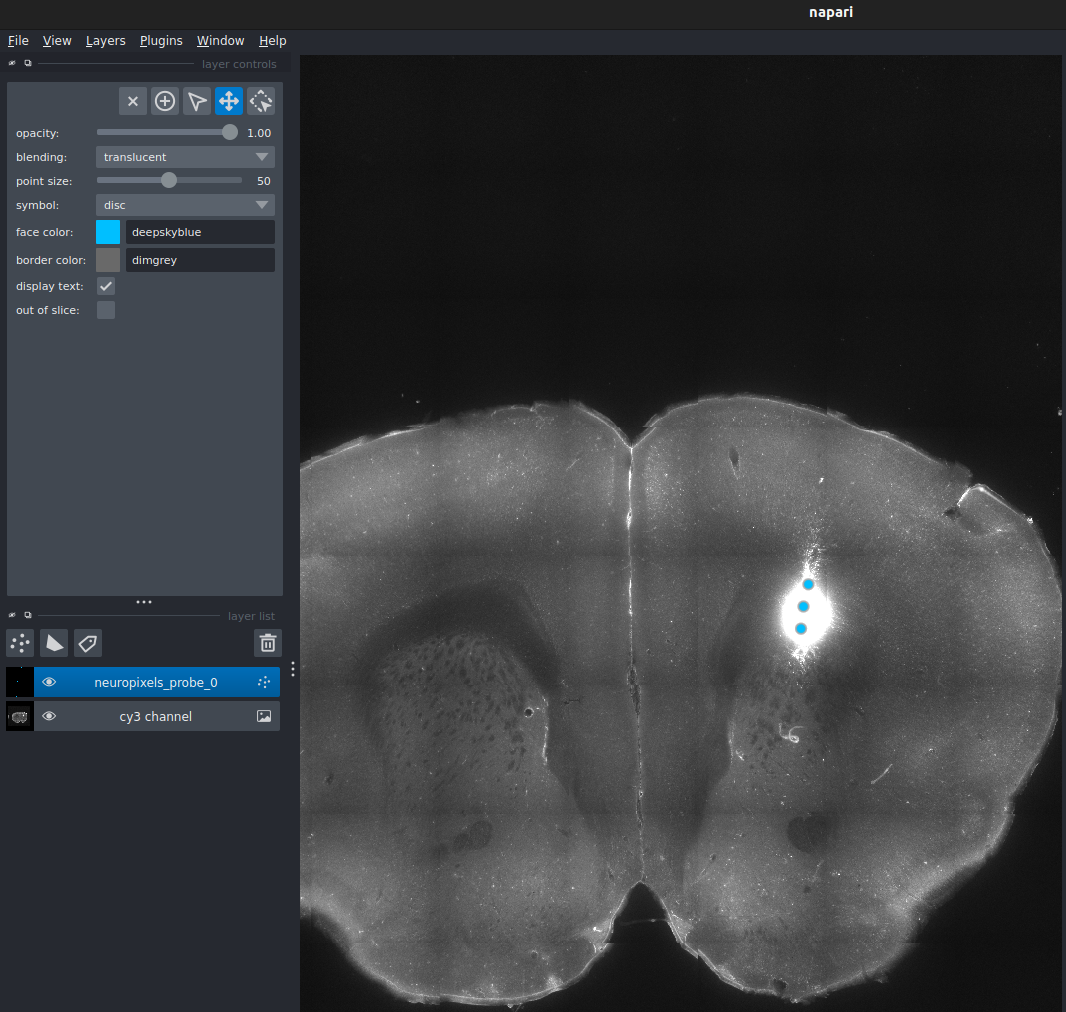 napari
File View Layers Plugins Window Help
layer controls
opacity: 1.00
blending: translucent
point size: 50
symbol: disc
face color: deepskyblue
border color: dimgrey
display text:
out of slice:
layer list
neuropixels_probe_0
cy3 channel